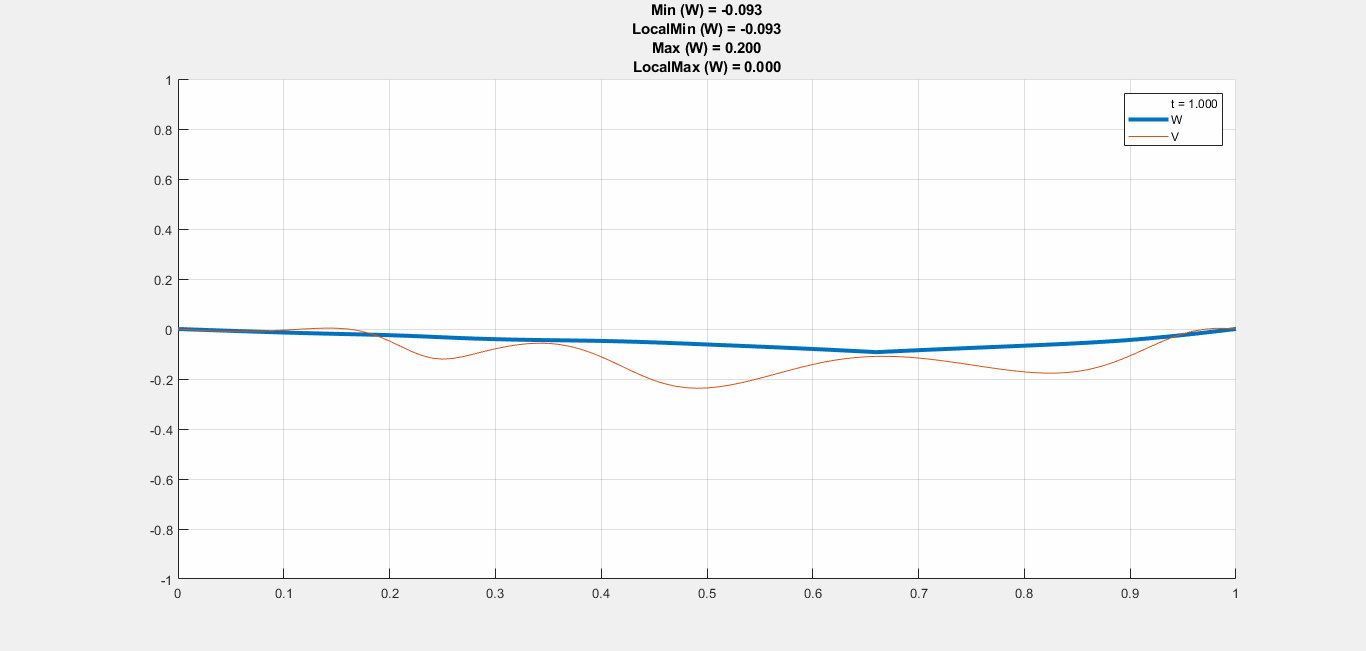 Min (W) = -0.093
LocalMin (W) = -0.093
Max (W) = 0.200
LocalMax (W) = 0.000
t = 1.000
W
V
1
0.8
0.6
0.4
0.2
0
-0.2
-0.4
-0.6
-0.8
-1
0 0.1 0.2 0.3 0.4 0.5 0.6 0.7 0.8 0.9 1